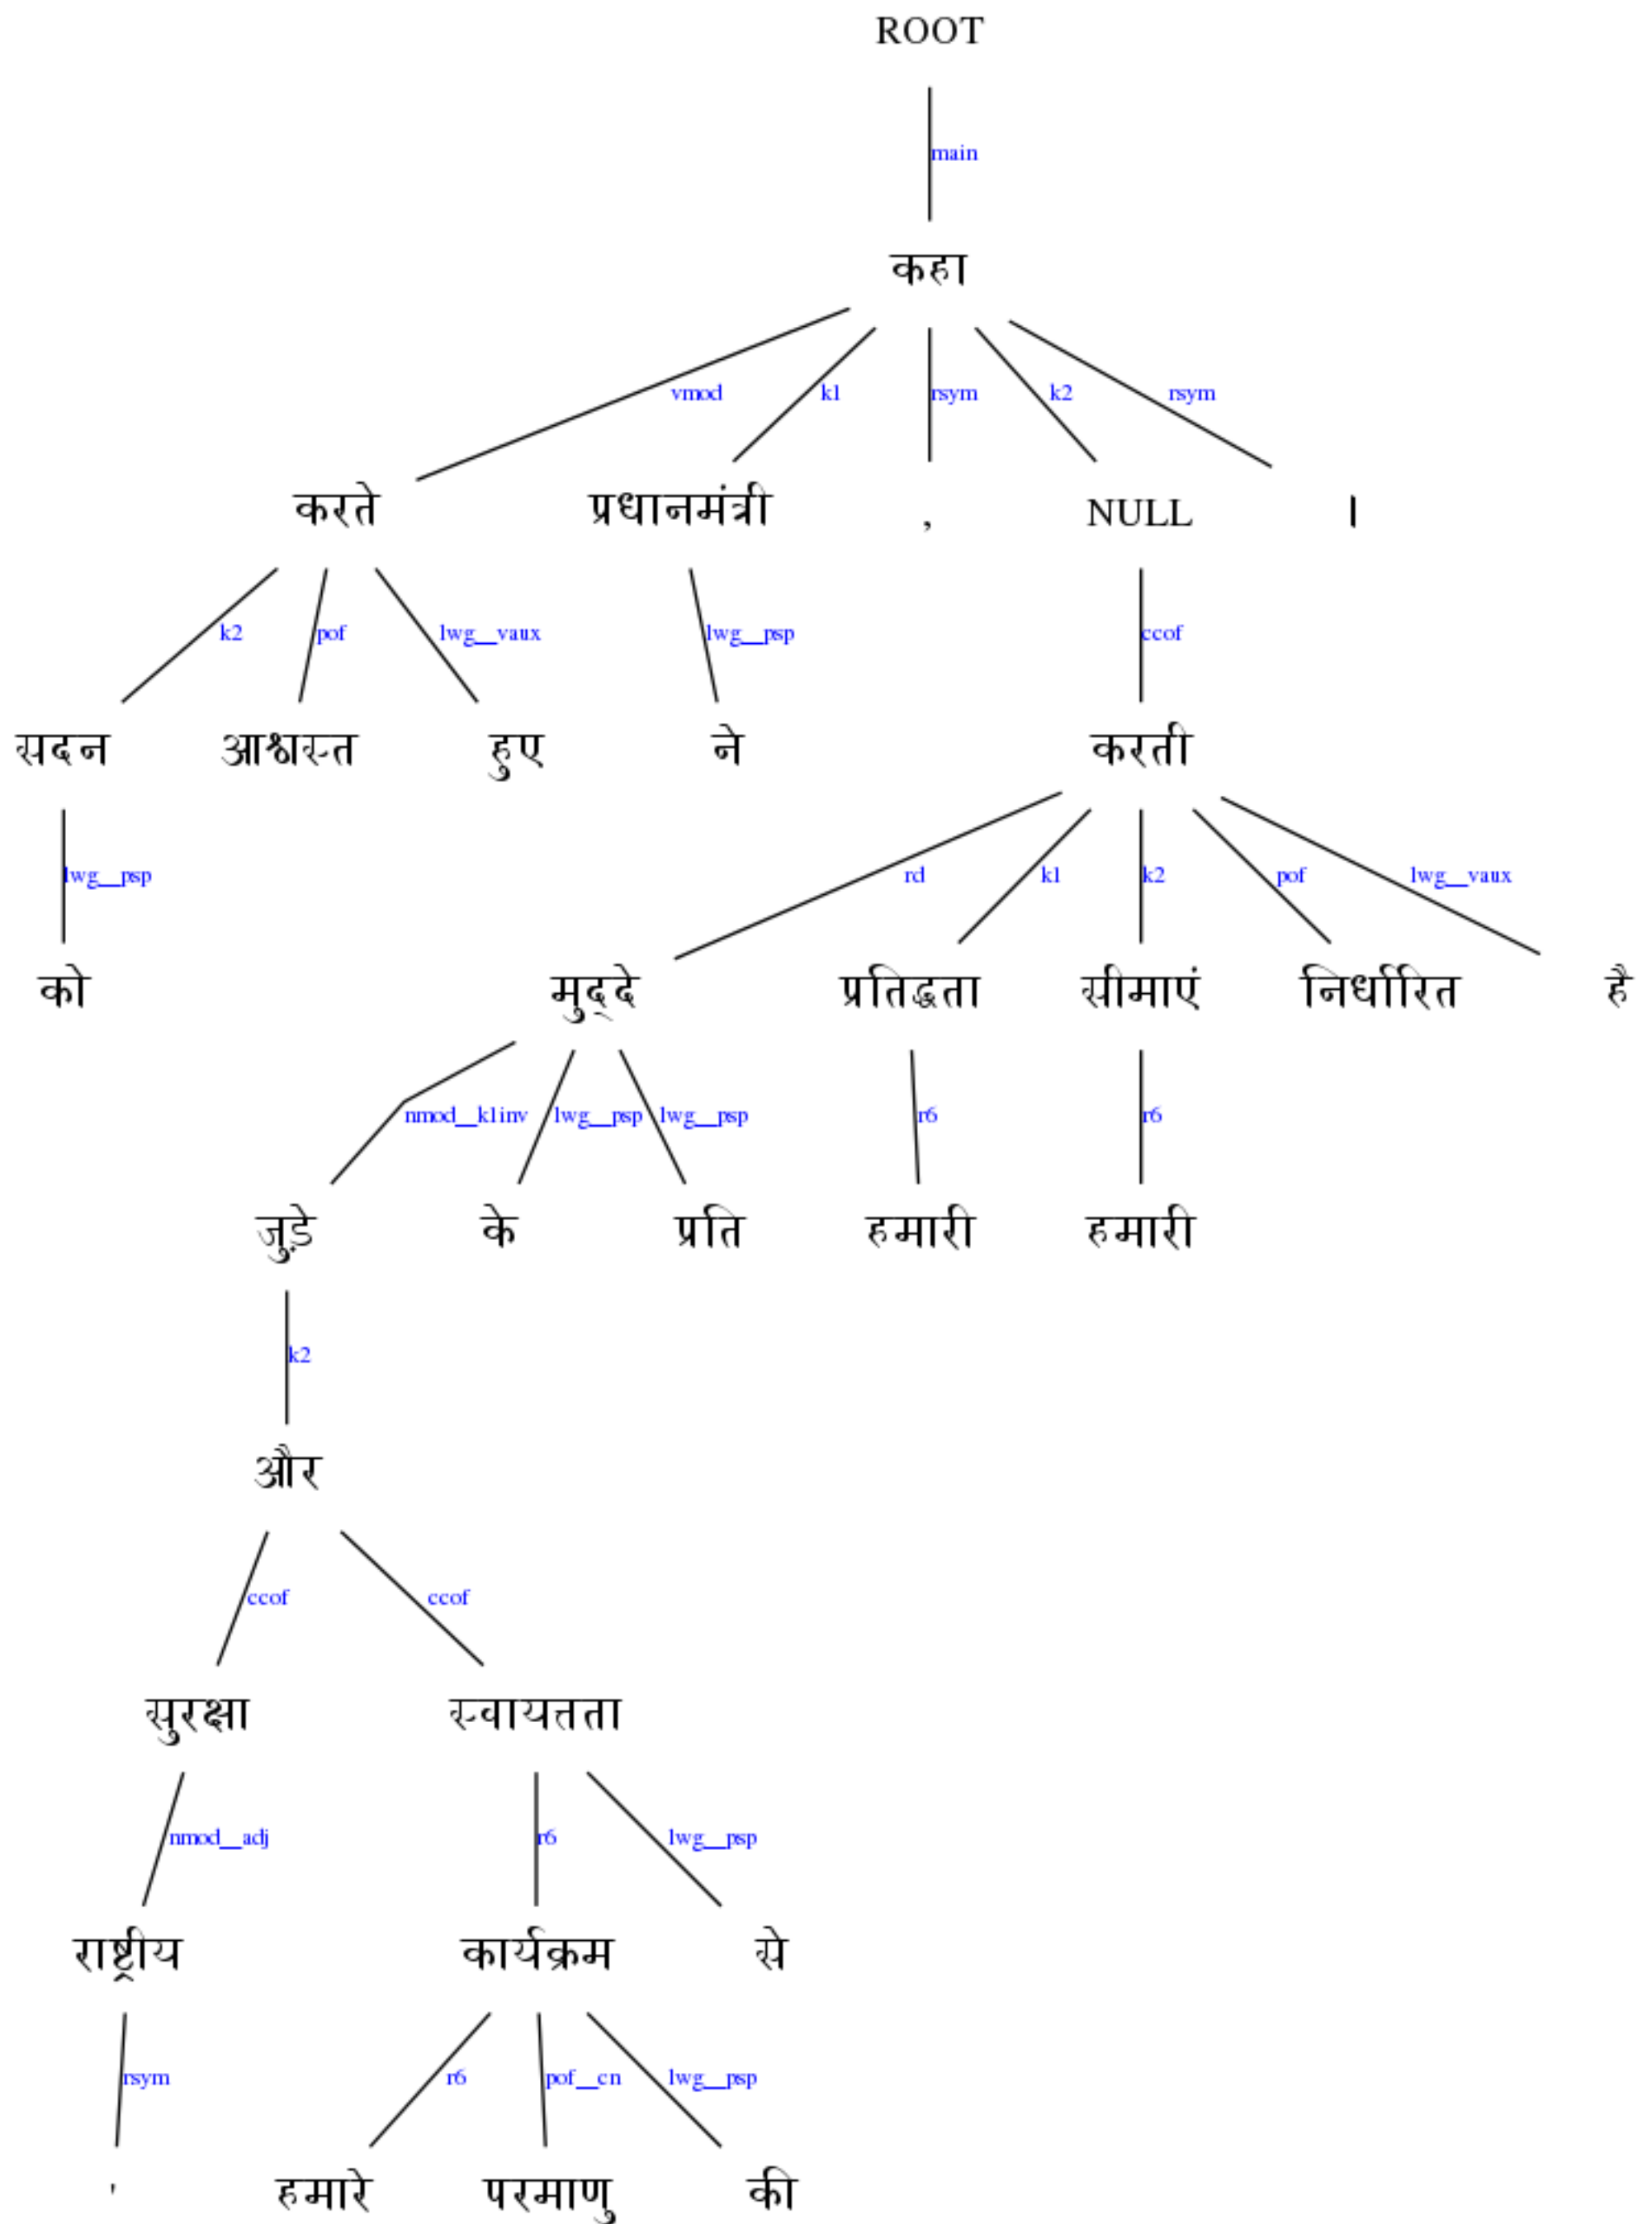 ROOT
main
कहा
vmod k1 rsym k2 rsym
करते प्रधानमंत्री , NULL ।
k2 pof lwg__vaux lwg__psp ccof
सदन आश्वस्त हुए ने करती
lwg__psp rd k1 k2 pof lwg__vaux
को मुद्दे प्रतिद्धता सीमाएं निर्धारित है
nmod__k1inv lwg__psp lwg__psp r6 r6
जुड़े के प्रति हमारी हमारी
k2
और
ccof ccof
सुरक्षा स्वायत्तता
nmod__adj r6 lwg__psp
राष्ट्रीय कार्यक्रम से
rsym r6 pof__cn lwg__psp
' हमारे परमाणु की